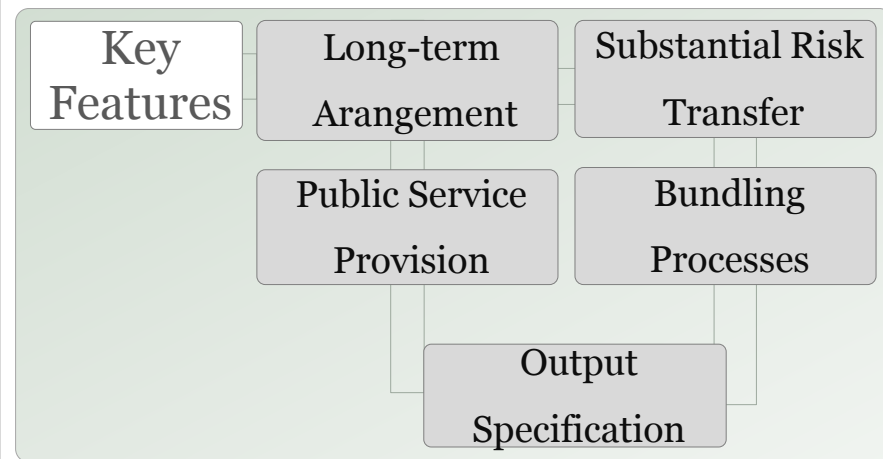 Key
Features
Long-term
Arangement
Substantial Risk
Transfer
Public Service
Provision
Bundling
Processes
Output
Specification